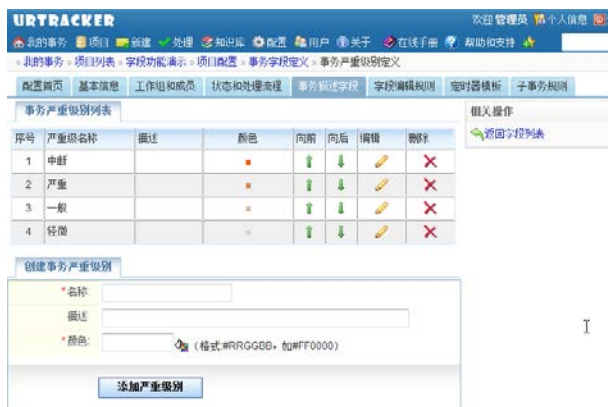 URTRACKER
欢迎 管理员 个人信息
我的事务 项目 新建 处理 知识库 配置 用户 关于 在线手册 帮助和支持
我的事务 » 项目列表 » 字段功能演示 » 项目配置 » 事务字段定义 » 事务严重级别定义
配置首页 基本信息 工作组和成员 状态和处理流程 事务描述字段 字段编辑规则 定时器模板 子事务规则
事务严重级别列表
相关操作
返回字段列表
序号 严重级名称 描述 颜色 向前 向后 编辑 删除
1 中断
2 严重
3 一般
4 轻微
创建事务严重级别
*名称:
描述:
*颜色: (格式:#RRGGBB,如#FF0000)
添加严重级别